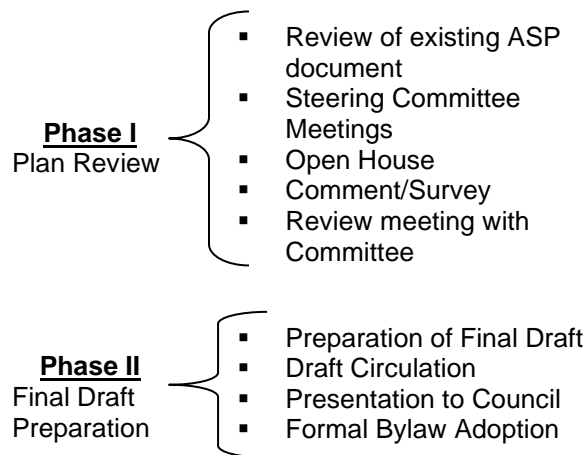 Phase I
Plan Review
▪ Review of existing ASP
document
▪ Steering Committee
Meetings
▪ Open House
▪ Comment/Survey
▪ Review meeting with
Committee
Phase II
Final Draft
Preparation
▪ Preparation of Final Draft
▪ Draft Circulation
▪ Presentation to Council
▪ Formal Bylaw Adoption